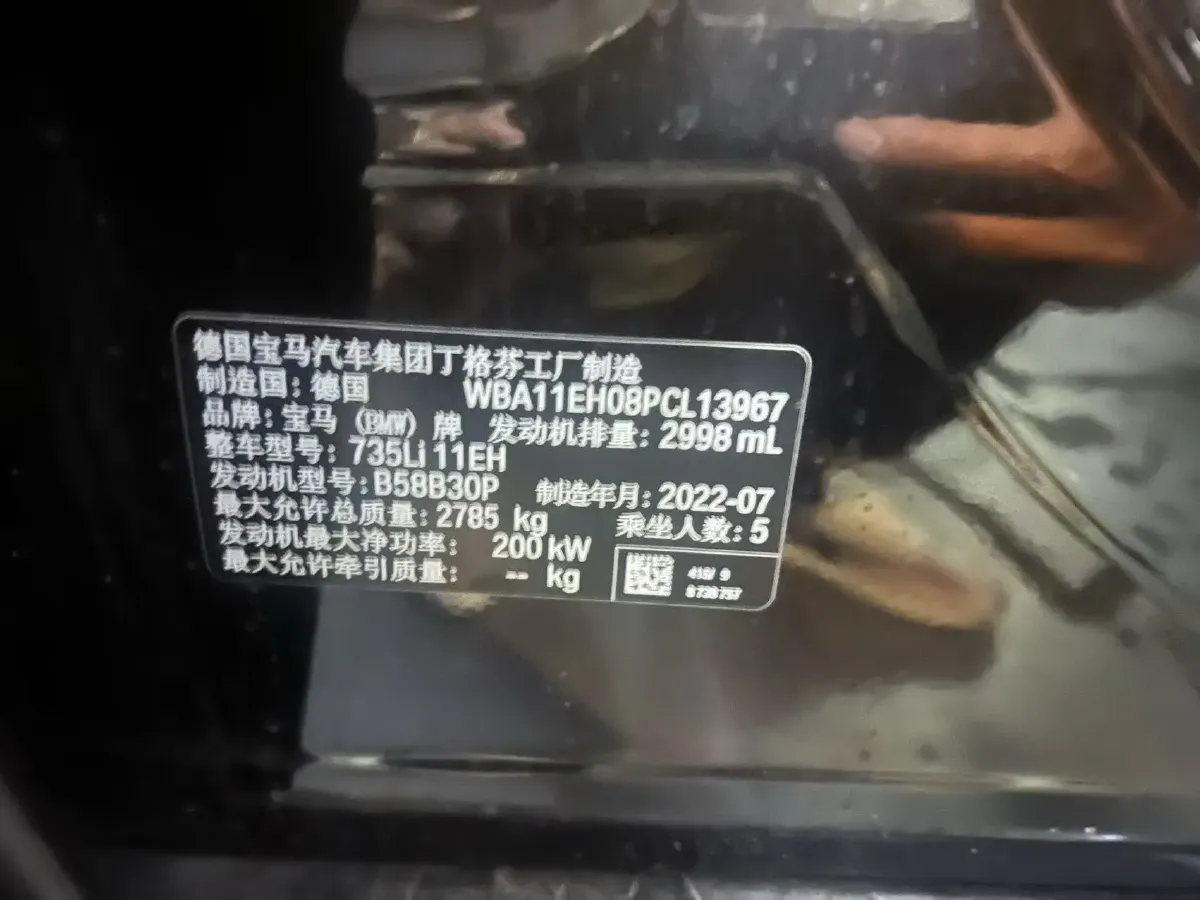 德国宝马汽车集团丁格芬工厂制造
制造国：德国 WBA11EH08PCL13967
品牌：宝马（BMW）牌 发动机排量：2998 mL
整车型号：735Li 11EH
发动机型号：B58B30P 制造年月：2022-07
最大允许总质量：2785 kg 乘坐人数：5
发动机最大净功率： 200 kW
最大允许牵引质量： -- kg